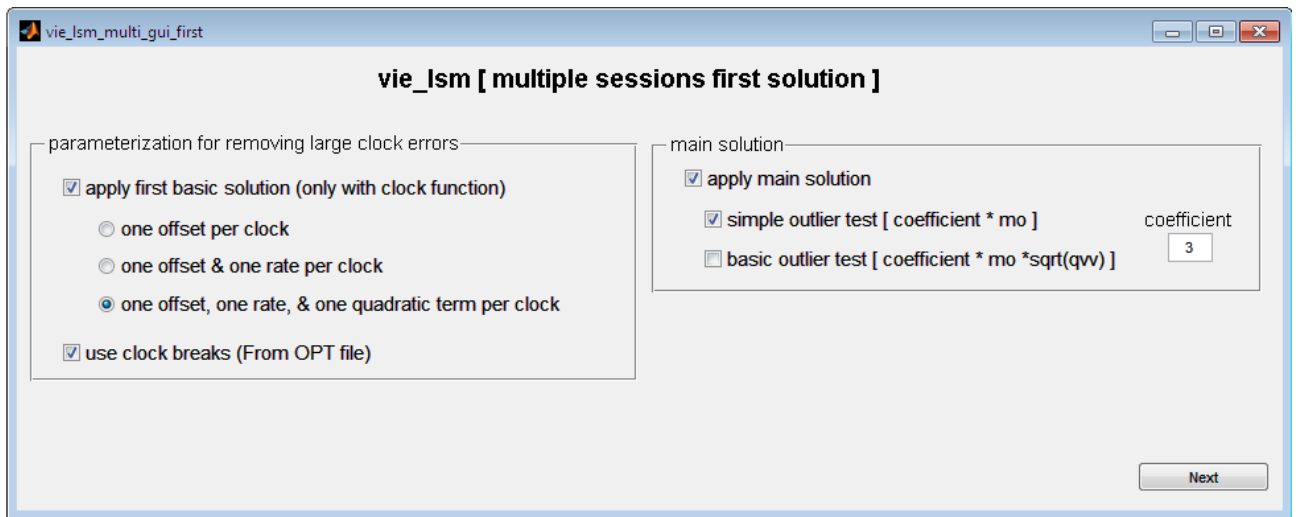 vie_lsm_multi_gui_first
vie_lsm [ multiple sessions first solution ]
parameterization for removing large clock errors
apply first basic solution (only with clock function)
one offset per clock
one offset & one rate per clock
one offset, one rate, & one quadratic term per clock
use clock breaks (From OPT file)
main solution
apply main solution
simple outlier test [ coefficient * mo ]
basic outlier test [ coefficient * mo *sqrt(qvv) ]
coefficient
3
Next